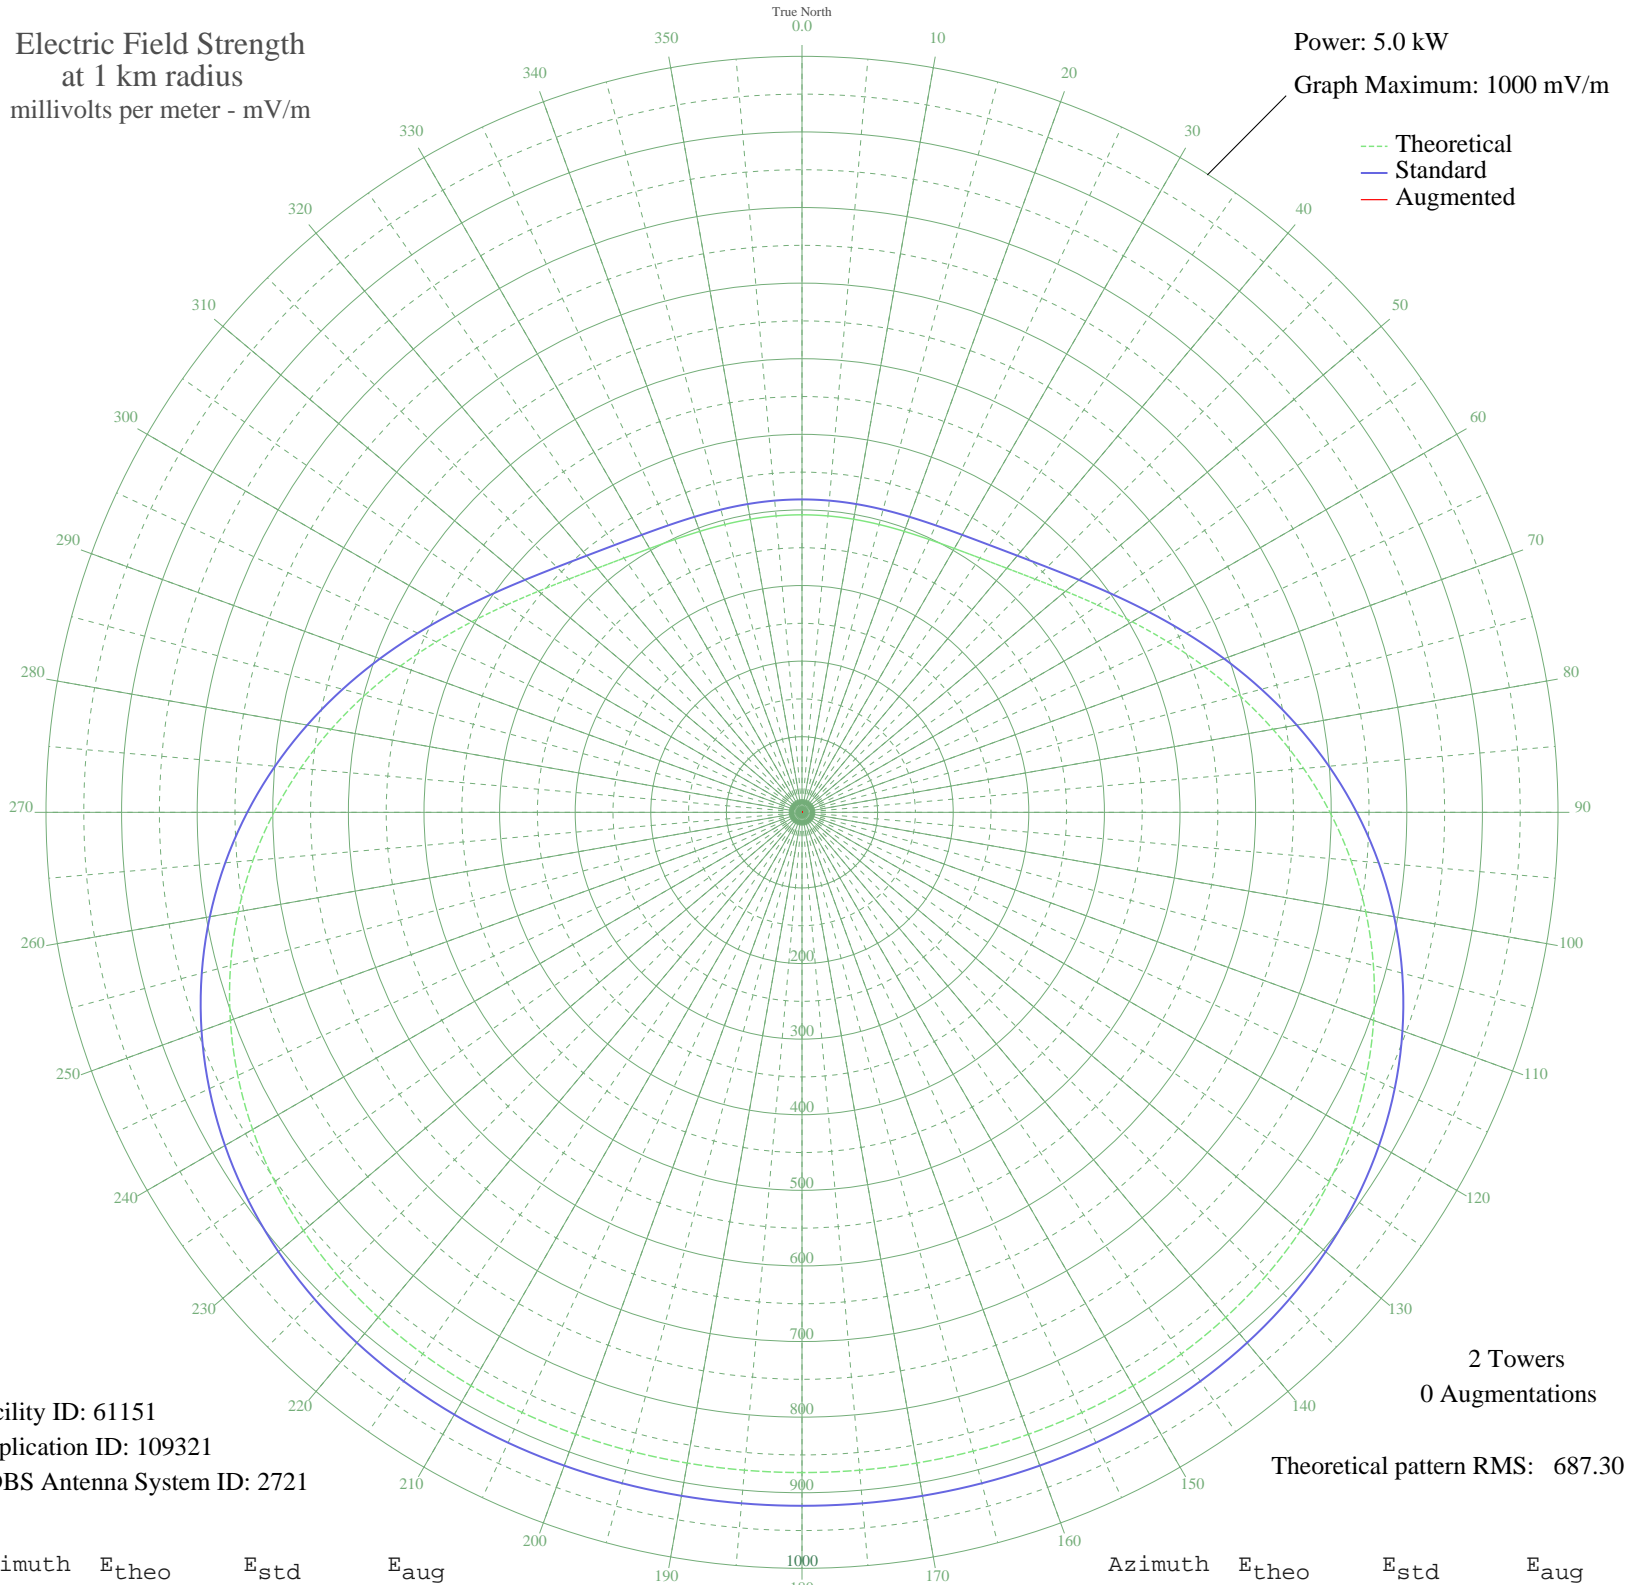 True North
0.0
Electric Field Strength
at 1 km radius
millivolts per meter - mV/m
Power: 5.0 kW
Graph Maximum: 1000 mV/m
Theoretical
Standard
Augmented
10
20
30
40
50
60
70
80
90
100
110
120
130
140
150
160
170
190
200
210
220
230
240
250
260
270
280
290
300
310
320
330
340
350
200
300
400
500
600
700
800
900
1000
2 Towers
0 Augmentations
Theoretical pattern RMS: 687.30
cility ID: 61151
plication ID: 109321
DBS Antenna System ID: 2721
imuth Etheo Estd Eaug
Azimuth Etheo Estd Eaug